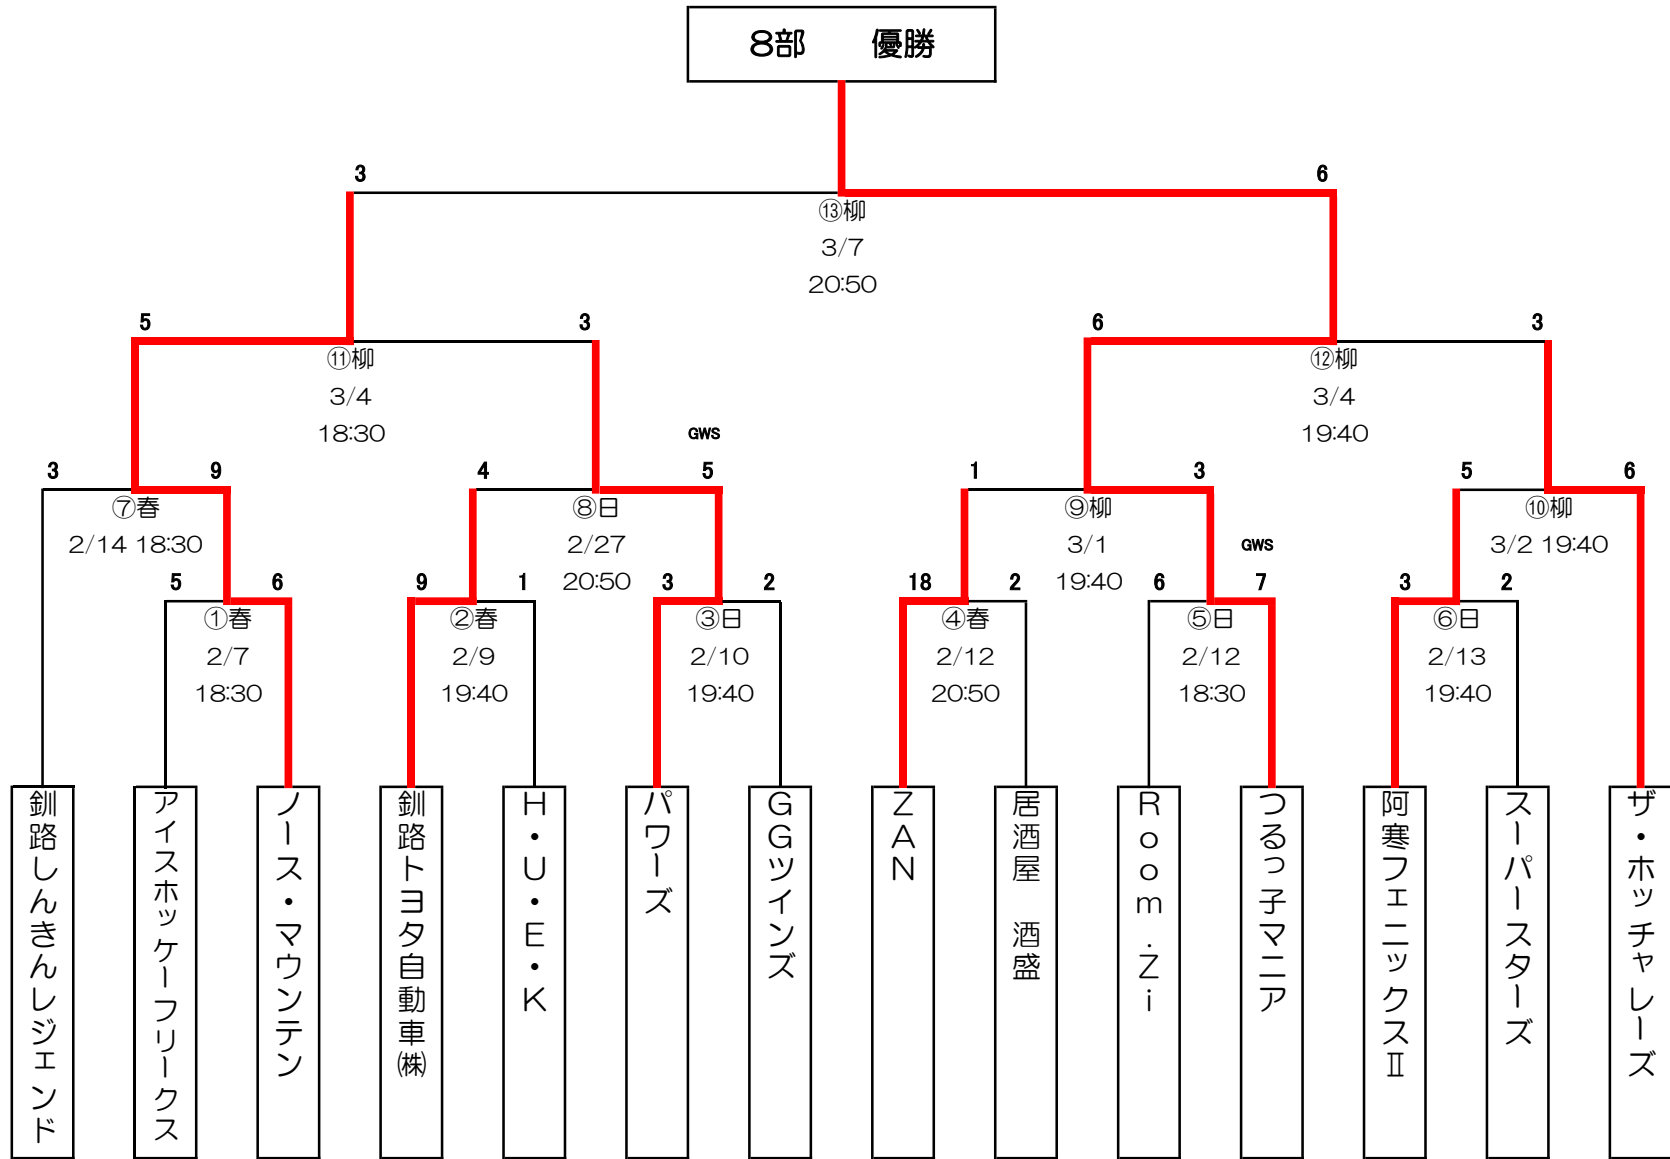 8部 優勝
3 6
⑬柳
3/7
20:50
5 3 6 3
⑪柳 ⑫柳
3/4 3/4
18:30 19:40
GWS
3 9 4 5 1 3 5 6
⑦春 ⑧日 ⑨柳 ⑩柳
2/14 18:30 2/27 3/1 3/2 19:40
GWS
20:50 19:40
5 6 9 1 3 2 18 2 6 7 3 2
①春 ②春 ③日 ④春 ⑤日 ⑥日
2/7 2/9 2/10 2/12 2/12 2/13
18:30 19:40 19:40 20:50 18:30 19:40
釧路しんきんレジェンド
アイスホッケーフリークス
ノース・マウンテン
釧路トヨタ自動車㈱
H・U・E・K
パワーズ
GGツインズ
ZAN
居酒屋 酒盛
Room.Zi
つるっ子マニア
阿寒フェニックスⅡ
スーパースターズ
ザ・ホッチャレーズ